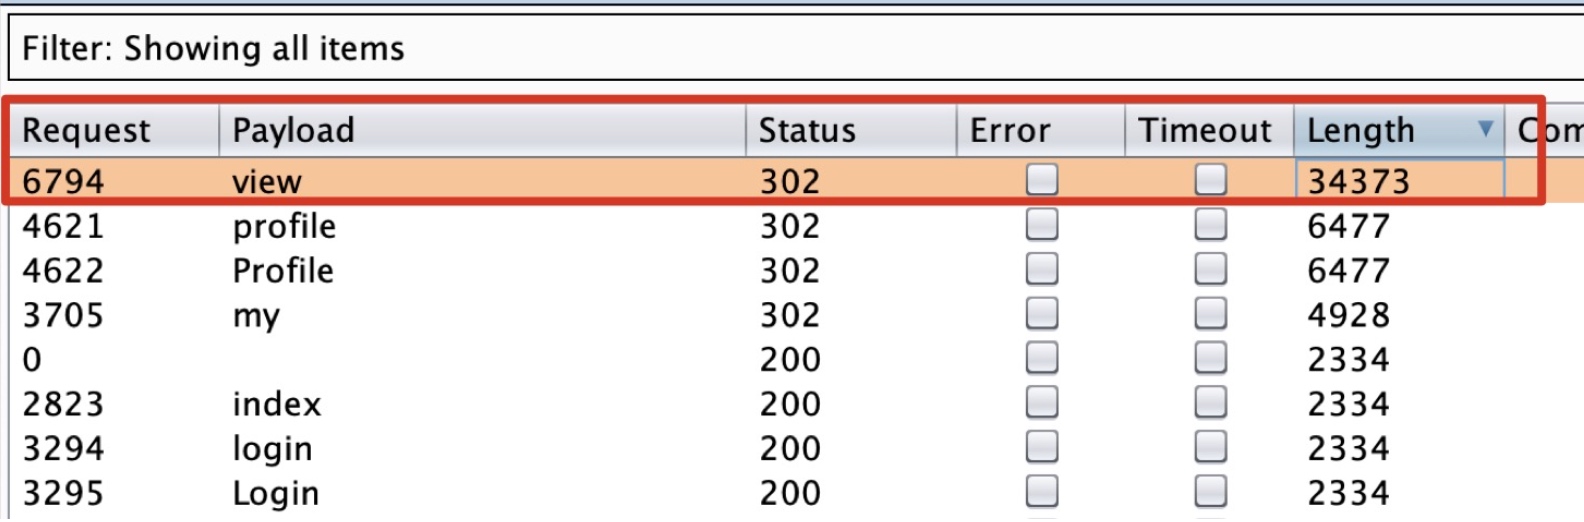 Filter: Showing all items
Request Payload Status Error Timeout Length Com
6794 view 302 34373
4621 profile 302 6477
4622 Profile 302 6477
3705 my 302 4928
0 200 2334
2823 index 200 2334
3294 login 200 2334
3295 Login 200 2334